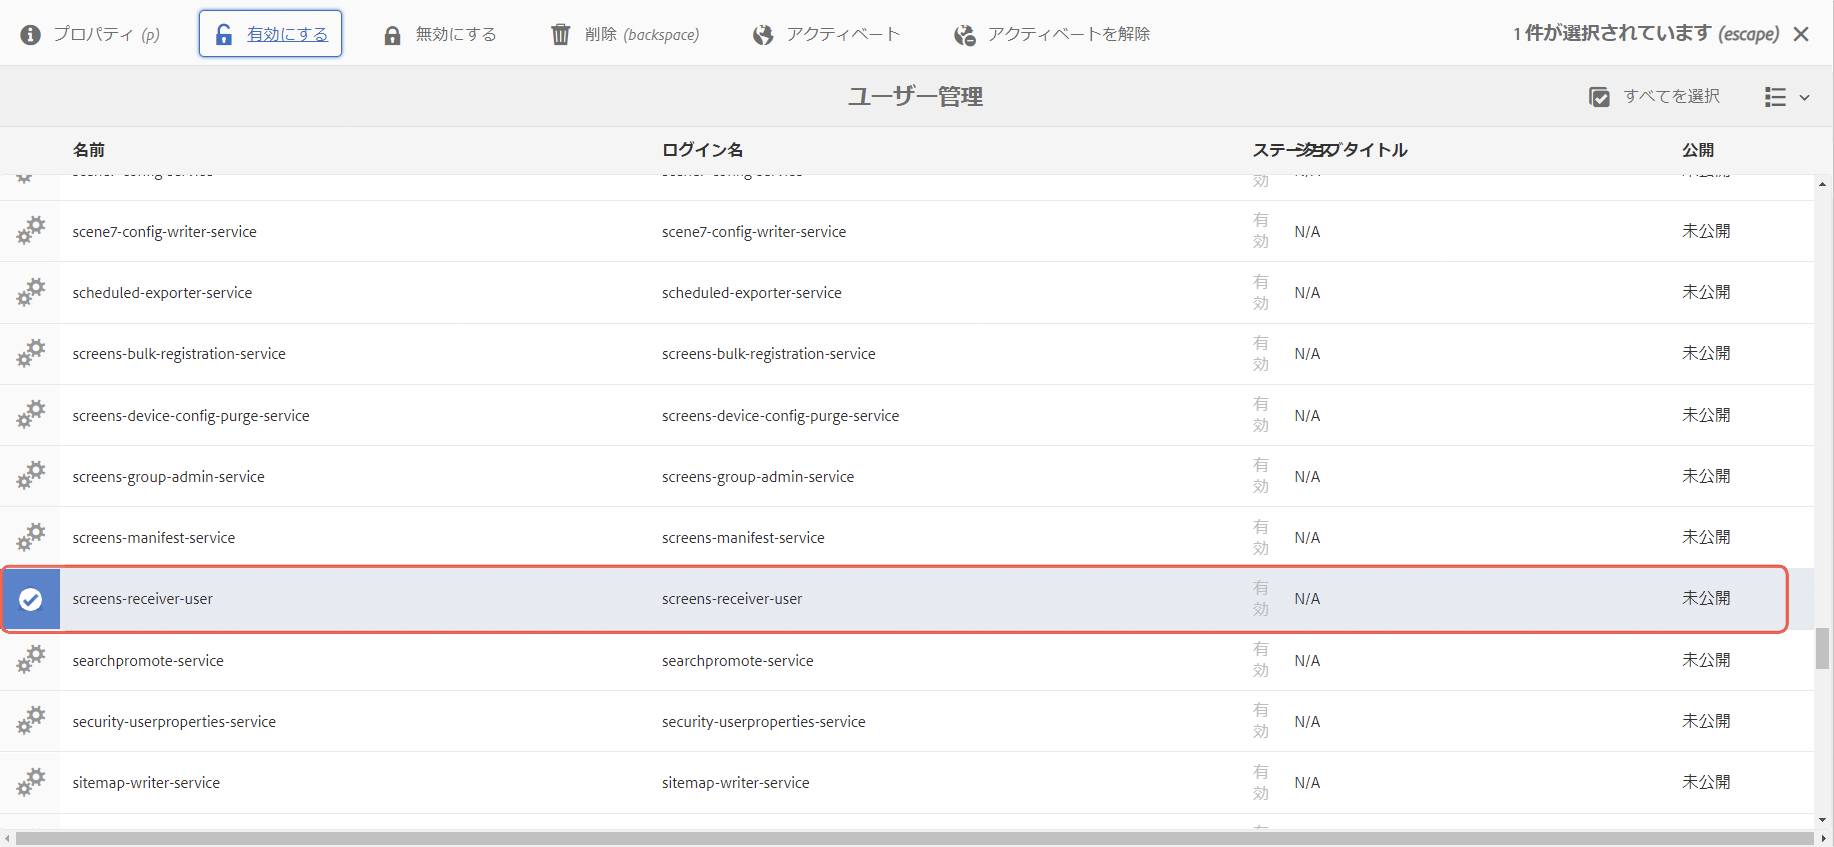 プロパティ (p) 有効にする 無効にする 削除 (backspace) アクティベート アクティベートを解除 1 件が選択されています (escape)
ユーザー管理 すべてを選択
名前 ログイン名 ステータス サブタイトル 公開
効
scene7-config-writer-service scene7-config-writer-service 有効 N/A 未公開
scheduled-exporter-service scheduled-exporter-service 有効 N/A 未公開
screens-bulk-registration-service screens-bulk-registration-service 有効 N/A 未公開
screens-device-config-purge-service screens-device-config-purge-service 有効 N/A 未公開
screens-group-admin-service screens-group-admin-service 有効 N/A 未公開
screens-manifest-service screens-manifest-service 有効 N/A 未公開
screens-receiver-user screens-receiver-user 有効 N/A 未公開
searchpromote-service searchpromote-service 有効 N/A 未公開
security-userproperties-service security-userproperties-service 有効 N/A 未公開
sitemap-writer-service sitemap-writer-service 有効 N/A 未公開